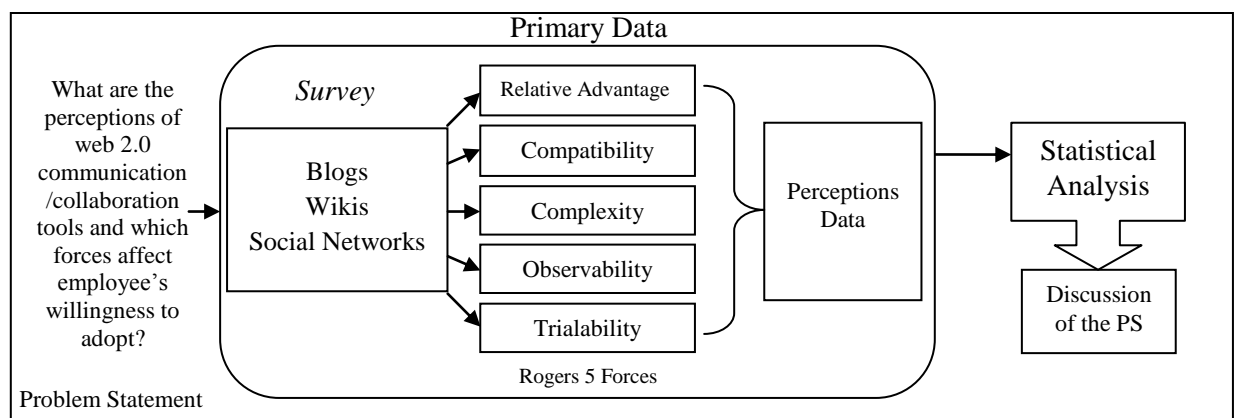 Primary Data
What are the
perceptions of
web 2.0
communication
/collaboration
tools and which
forces affect
employee's
willingness to
adopt?
Problem Statement
Survey
Blogs
Wikis
Social Networks
Relative Advantage
Compatibility
Complexity
Observability
Trialability
Rogers 5 Forces
Perceptions
Data
Statistical
Analysis
Discussion
of the PS